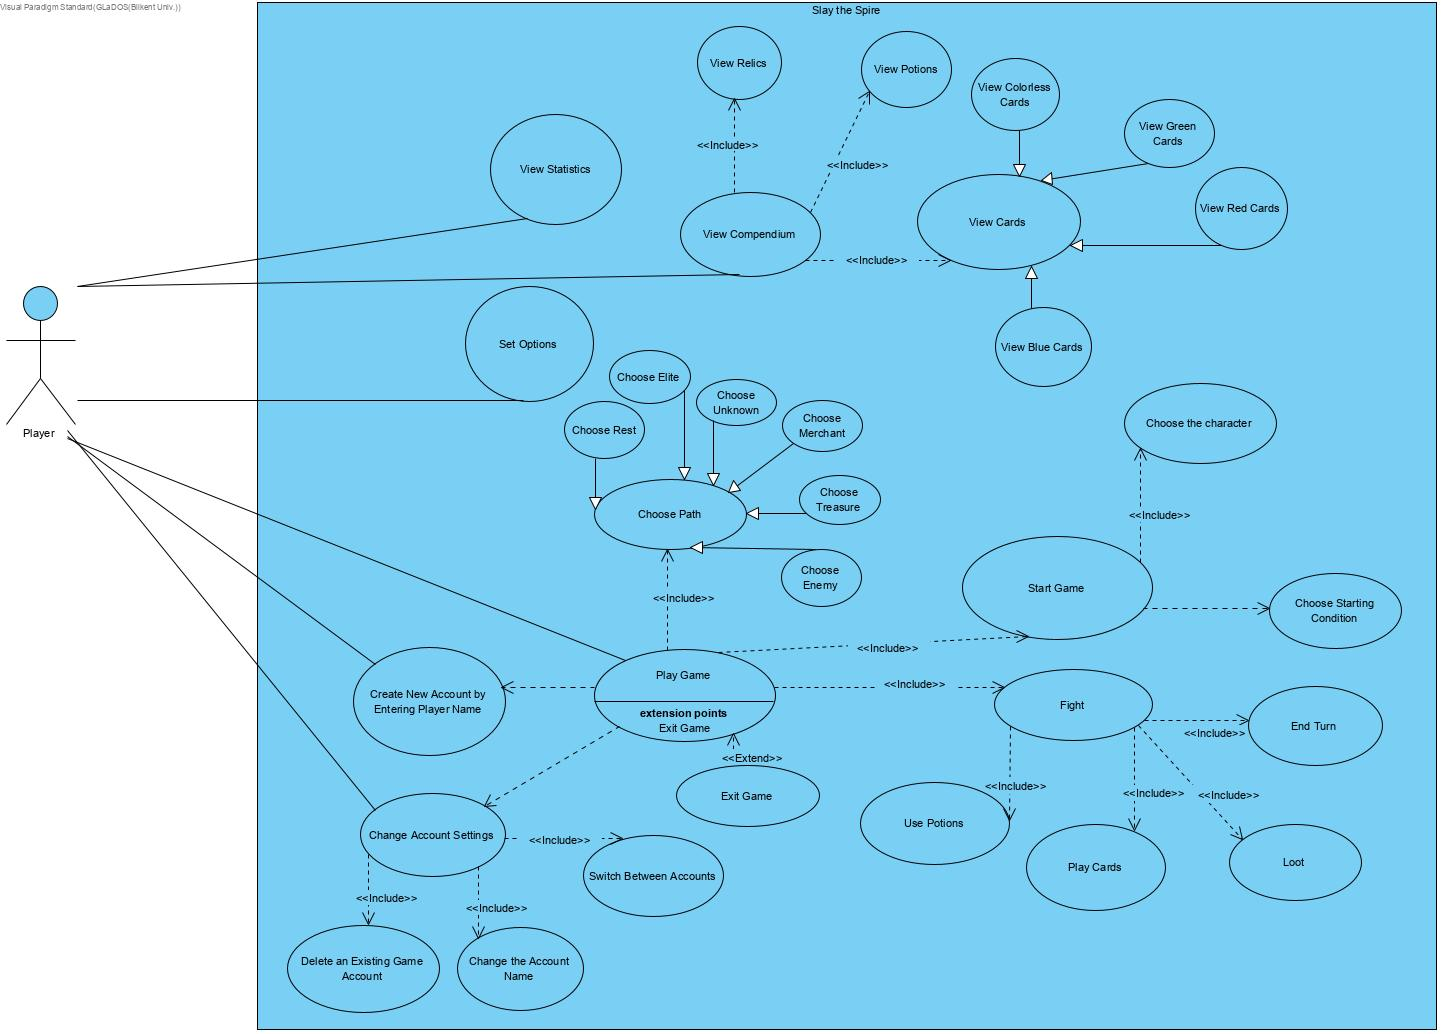 Visual Paradigm Standard(GLaDOS(Bilkent Univ.))
Slay the Spire
View Relics
View Potions
View Colorless
Cards
View Green
Cards
<<Include>>
<<Include>>
View Statistics
View Red Cards
View Cards
View Compendium
<<Include>>
Set Options
View Blue Cards
Choose Elite
Choose
Unknown
Choose
Merchant
Choose Rest
Player
Choose the character
Choose Path
Choose
Treasure
<<Include>>
Choose
Enemy
<<Include>>
Start Game
Choose Starting
Condition
<<Include>>
Play Game
<<Include>>
Create New Account by
Entering Player Name
extension points
Exit Game
Fight
End Turn
<<Include>>
<<Extend>>
Exit Game
<<Include>>
<<Include>>
<<Include>>
Use Potions
Change Account Settings
<<Include>>
Play Cards
Loot
Switch Between Accounts
<<Include>>
<<Include>>
Delete an Existing Game
Account
Change the Account
Name